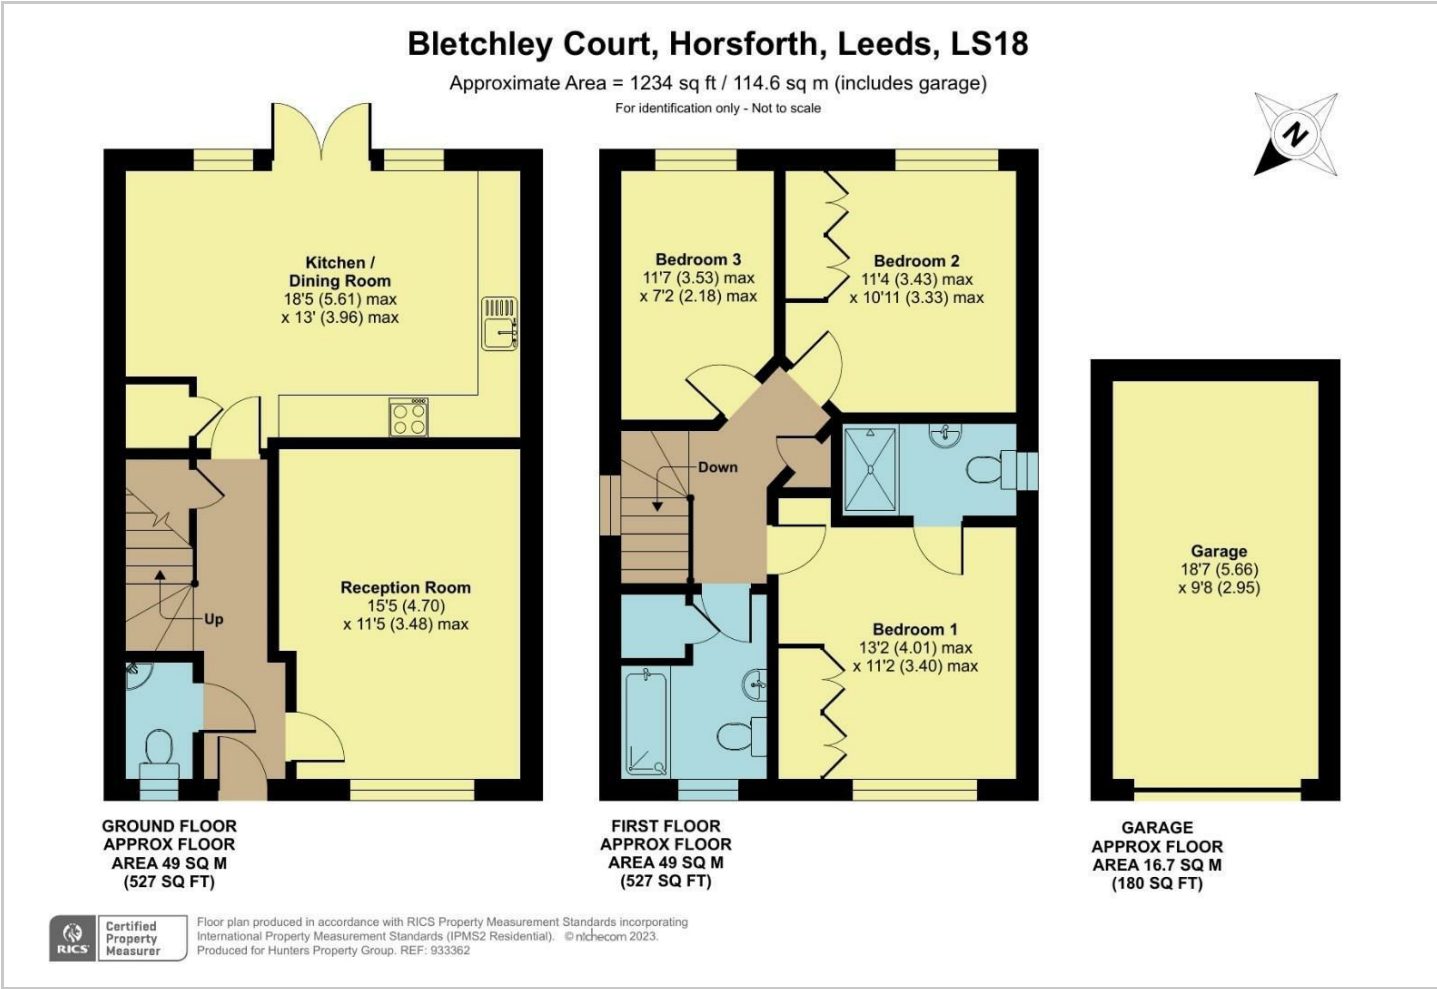 Bletchley Court, Horsforth, Leeds, LS18
Approximate Area = 1234 sq ft / 114.6 sq m (includes garage)
For identification only - Not to scale
N
Kitchen /
Dining Room
18'5 (5.61) max
x 13' (3.96) max
Reception Room
15'5 (4.70)
x 11'5 (3.48) max
Up
GROUND FLOOR
APPROX FLOOR
AREA 49 SQ M
(527 SQ FT)
Bedroom 3
11'7 (3.53) max
x 7'2 (2.18) max
Bedroom 2
11'4 (3.43) max
x 10'11 (3.33) max
Down
Bedroom 1
13'2 (4.01) max
x 11'2 (3.40) max
FIRST FLOOR
APPROX FLOOR
AREA 49 SQ M
(527 SQ FT)
Garage
18'7 (5.66)
x 9'8 (2.95)
GARAGE
APPROX FLOOR
AREA 16.7 SQ M
(180 SQ FT)
RICS
Certified
Property
Measurer
Floor plan produced in accordance with RICS Property Measurement Standards incorporating
International Property Measurement Standards (IPMS2 Residential). © nichecom 2023.
Produced for Hunters Property Group. REF: 933362